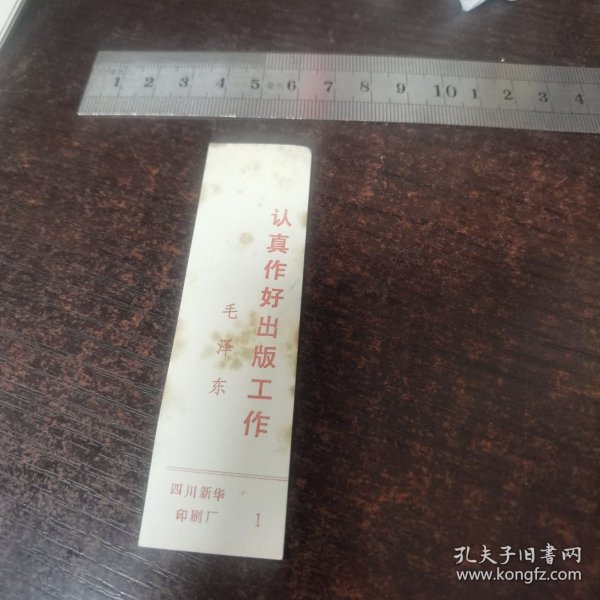 1 2 3 4 5 6 7 8 9 10 1 2 3 4
认真作好出版工作
毛泽东
四川新华
印刷厂
1
孔夫子旧书网
www.kongfz.com